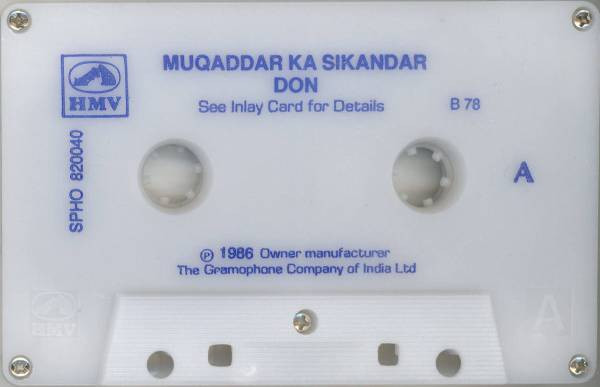 MUQADDAR KA SIKANDAR
DON
See Inlay Card for Details
B 78
HMV
SPHO 820040
A
Ⓟ 1986 Owner manufacturer
The Gramophone Company of India Ltd
HMV
A